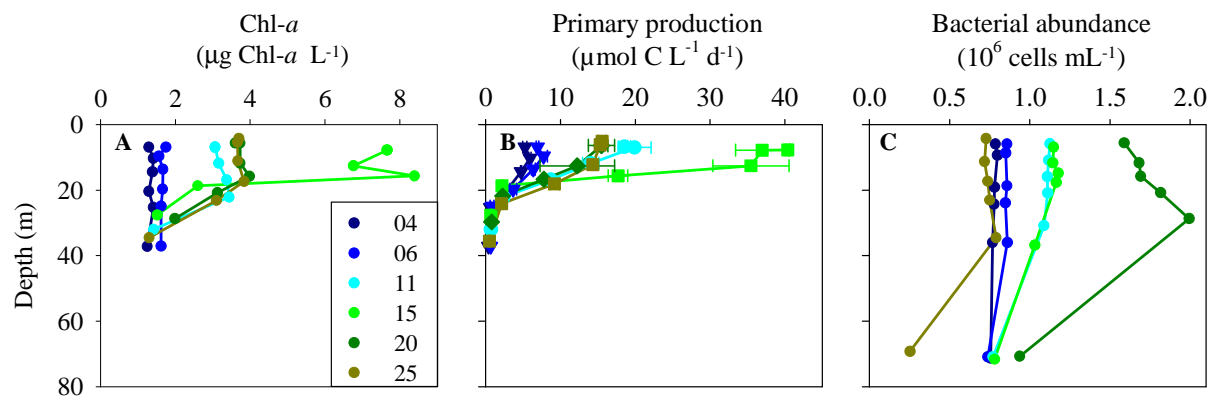 Chl-a
(µg Chl-a L⁻¹)
0 2 4 6 8
Primary production
(µmol C L⁻¹ d⁻¹)
0 10 20 30 40
Bacterial abundance
(10⁶ cells mL⁻¹)
0.0 0.5 1.0 1.5 2.0
Depth (m)
0
20
40
60
80
A
B
C
04
06
11
15
20
25